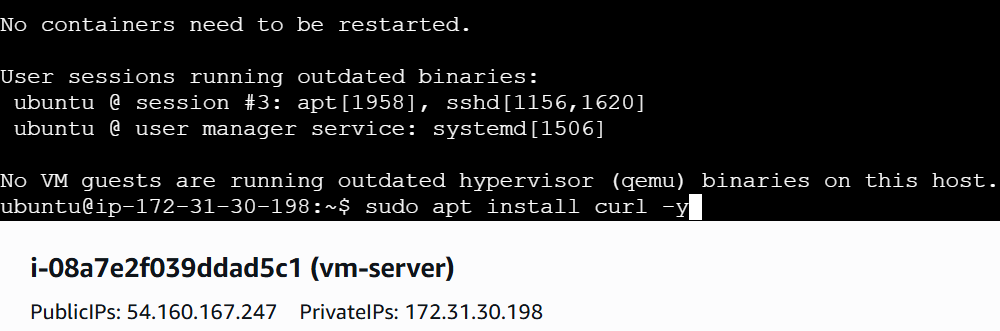 No containers need to be restarted.
User sessions running outdated binaries:
ubuntu @ session #3: apt[1958], sshd[1156,1620]
ubuntu @ user manager service: systemd[1506]
No VM guests are running outdated hypervisor (qemu) binaries on this host.
ubuntu@ip-172-31-30-198:~$ sudo apt install curl -y
i-08a7e2f039ddad5c1 (vm-server)
PublicIPs: 54.160.167.247 PrivateIPs: 172.31.30.198